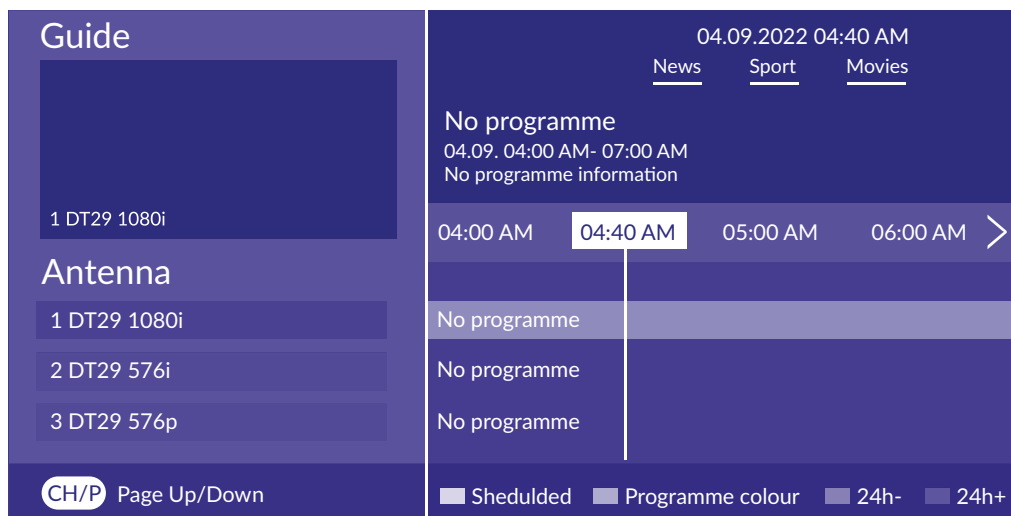 Guide
1 DT29 1080i
Antenna
1 DT29 1080i
2 DT29 576i
3 DT29 576p
CH/P Page Up/Down
04.09.2022 04:40 AM
News Sport Movies
No programme
04.09. 04:00 AM- 07:00 AM
No programme information
04:00 AM 04:40 AM 05:00 AM 06:00 AM
No programme
No programme
No programme
Shedulded Programme colour 24h- 24h+